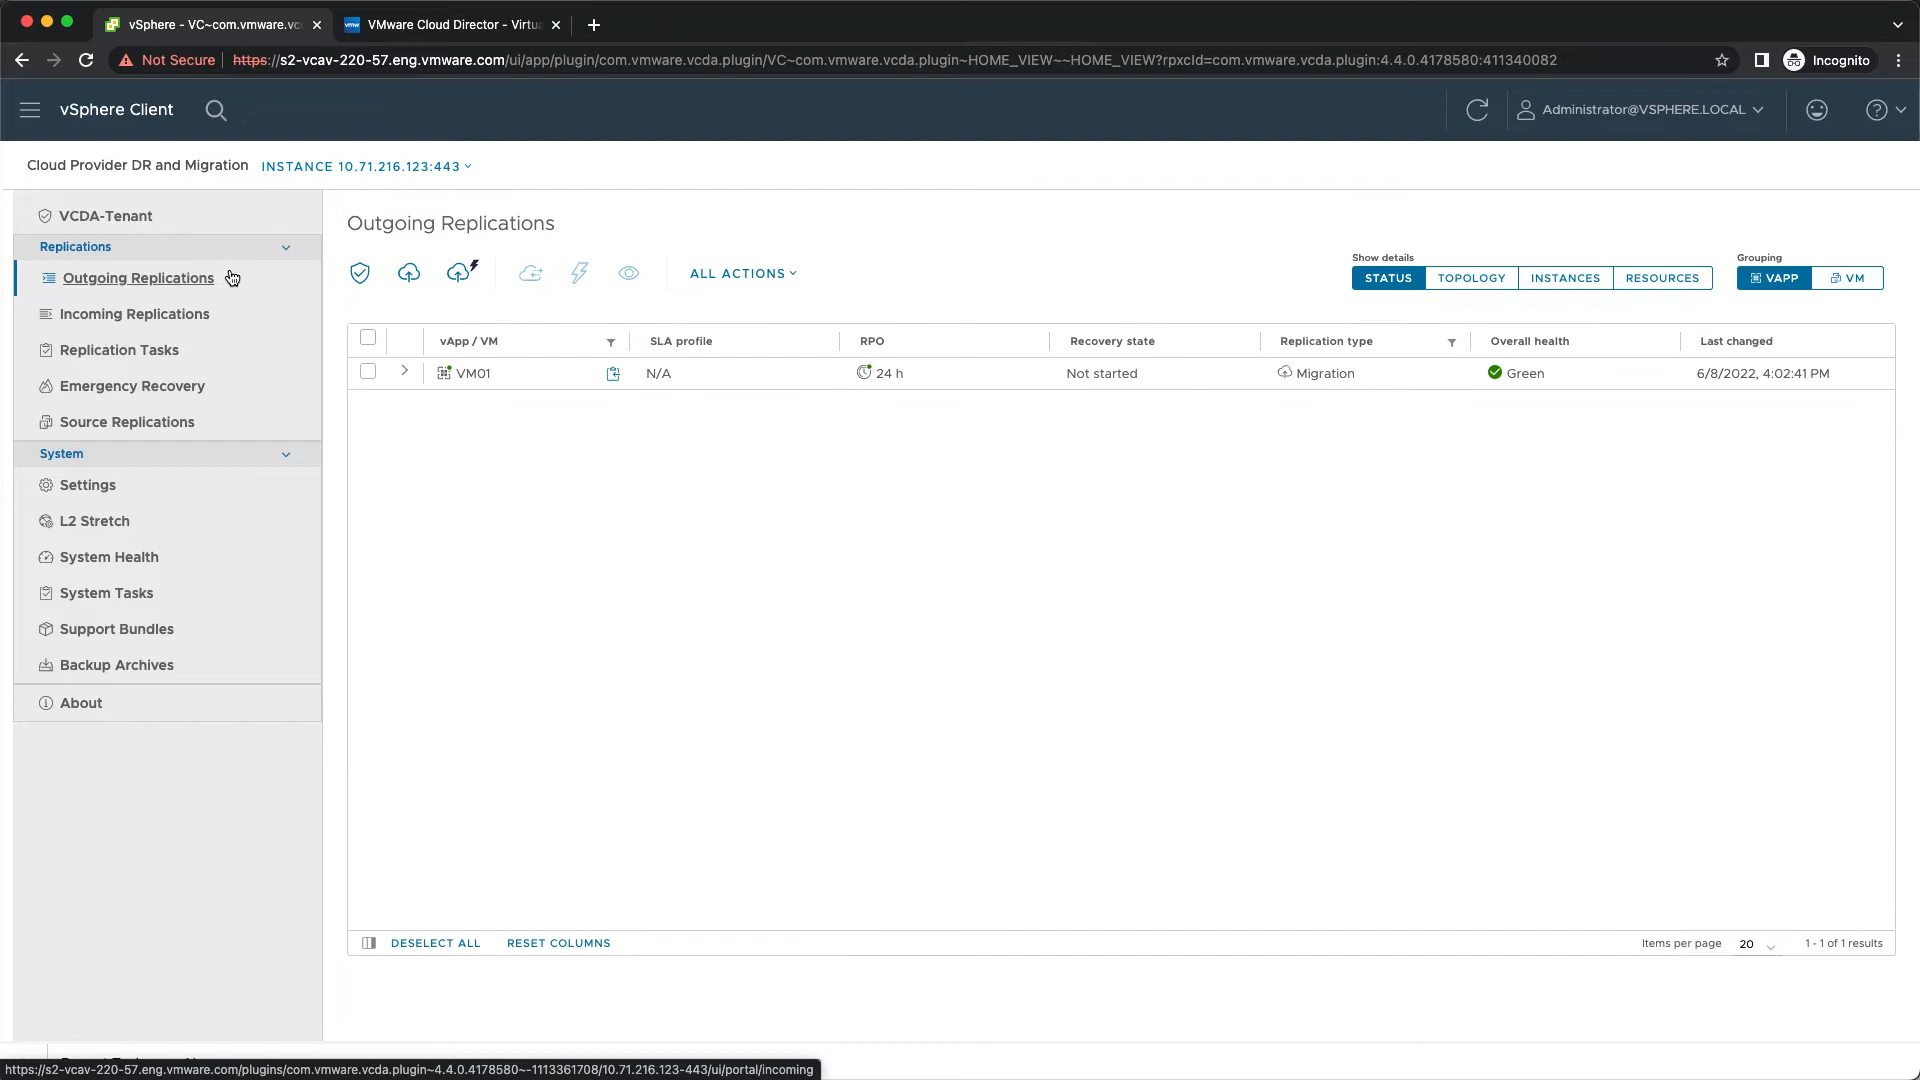 vSphere - VC~com.vmware.vc
VMware Cloud Director - Virtua
Not Secure
https://s2-vcav-220-57.eng.vmware.com/ui/app/plugin/com.vmware.vcda.plugin/VC~com.vmware.vcda.plugin~HOME_VIEW~~HOME_VIEW?rpxcId=com.vmware.vcda.plugin:4.4.0.4178580:411340082
Incognito
vSphere Client
Administrator@VSPHERE.LOCAL
Cloud Provider DR and Migration
INSTANCE 10.71.216.123:443
VCDA-Tenant
Replications
Outgoing Replications
Incoming Replications
Replication Tasks
Emergency Recovery
Source Replications
System
Settings
L2 Stretch
System Health
System Tasks
Support Bundles
Backup Archives
About
Outgoing Replications
ALL ACTIONS
Show details
STATUS TOPOLOGY INSTANCES RESOURCES
Grouping
VAPP VM
vApp / VM SLA profile RPO Recovery state Replication type Overall health Last changed
VM01 N/A 24 h Not started Migration Green 6/8/2022, 4:02:41 PM
DESELECT ALL RESET COLUMNS
Items per page 20 1 - 1 of 1 results
https://s2-vcav-220-57.eng.vmware.com/plugins/com.vmware.vcda.plugin~4.4.0.4178580~-1113361708/10.71.216.123-443/ui/portal/incoming